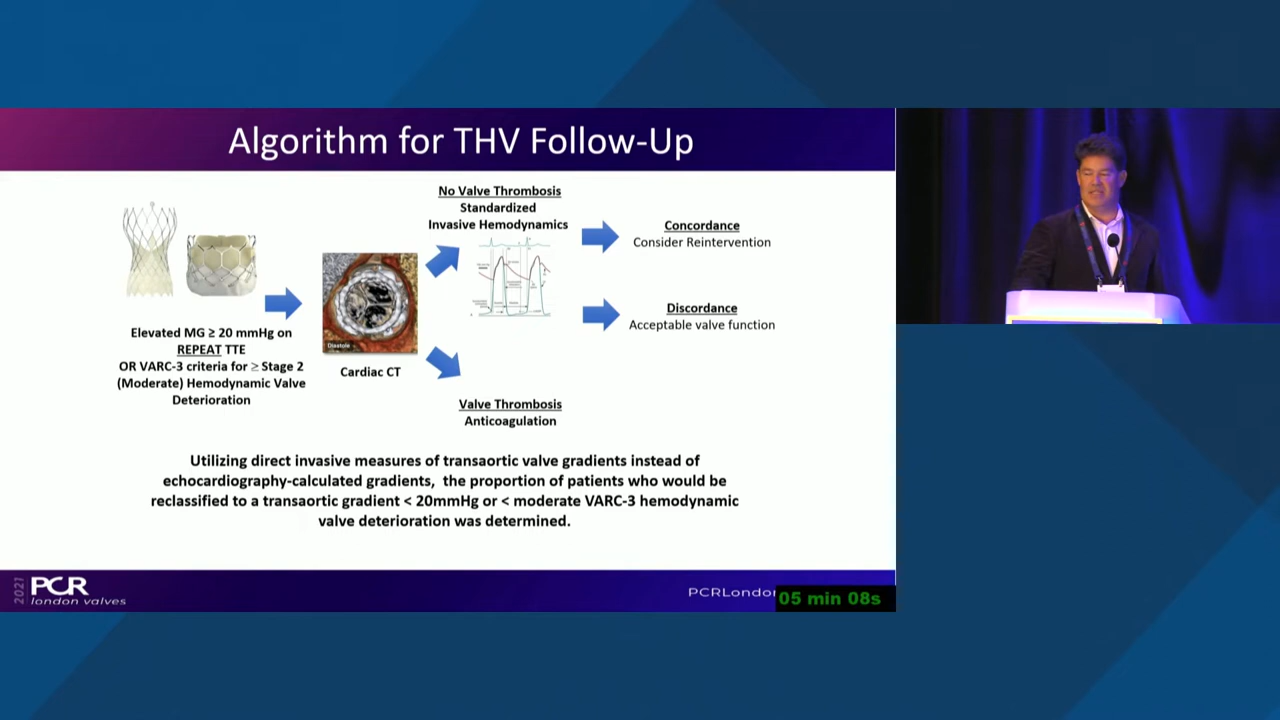 Algorithm for THV Follow-Up
No Valve Thrombosis
Standardized
Invasive Hemodynamics
Concordance
Consider Reintervention
Discordance
Acceptable valve function
Elevated MG ≥ 20 mmHg on
REPEAT TTE
OR VARC-3 criteria for ≥ Stage 2
(Moderate) Hemodynamic Valve
Deterioration
Diastole
Cardiac CT
Valve Thrombosis
Anticoagulation
Utilizing direct invasive measures of transaortic valve gradients instead of
echocardiography-calculated gradients, the proportion of patients who would be
reclassified to a transaortic gradient < 20mmHg or < moderate VARC-3 hemodynamic
valve deterioration was determined.
2021
PCR
london valves
05 min 08s